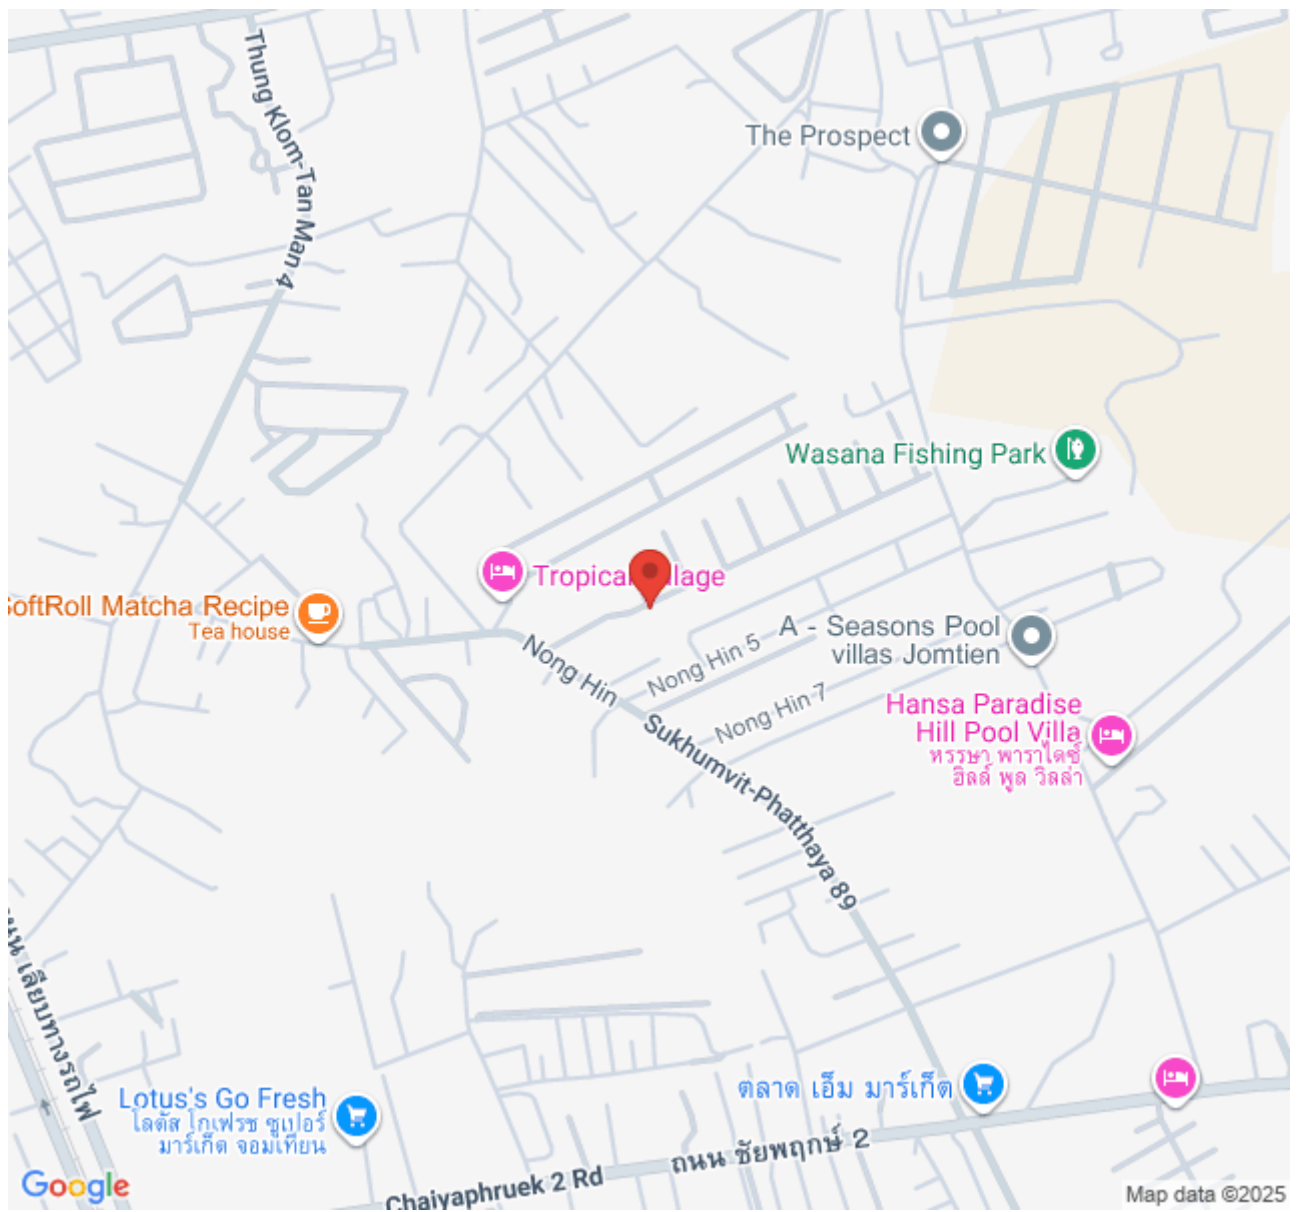 Thung Klom-Tan Man 4
The Prospect
Wasana Fishing Park
Tropical Village
SoftRoll Matcha Recipe
Tea house
A - Seasons Pool
villas Jomtien
Nong Hin
Nong Hin 5
Nong Hin 7
Hansa Paradise
Hill Pool Villa
หรรษา พาราไดซ์
ฮิลล์ พูล วิลล่า
Sukhumvit-Phatthaya 89
เลียบทางรถไฟ
ตลาด เอ็ม มาร์เก็ต
Lotus's Go Fresh
โลตัส โกเฟรช ซูเปอร์
มาร์เก็ต จอมเทียน
ถนน ชัยพฤกษ์ 2
Chaiyaphruek 2 Rd
Google
Map data ©2025